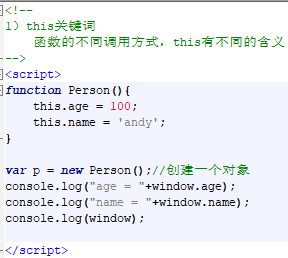 <!--
1) this关键词
函数的不同调用方式，this有不同的含义
-->
<script>
function Person(){
this.age = 100;
this.name = 'andy';
}
var p = new Person();//创建一个对象
console.log("age = "+window.age);
console.log("name = "+window.name);
console.log(window);
</script>